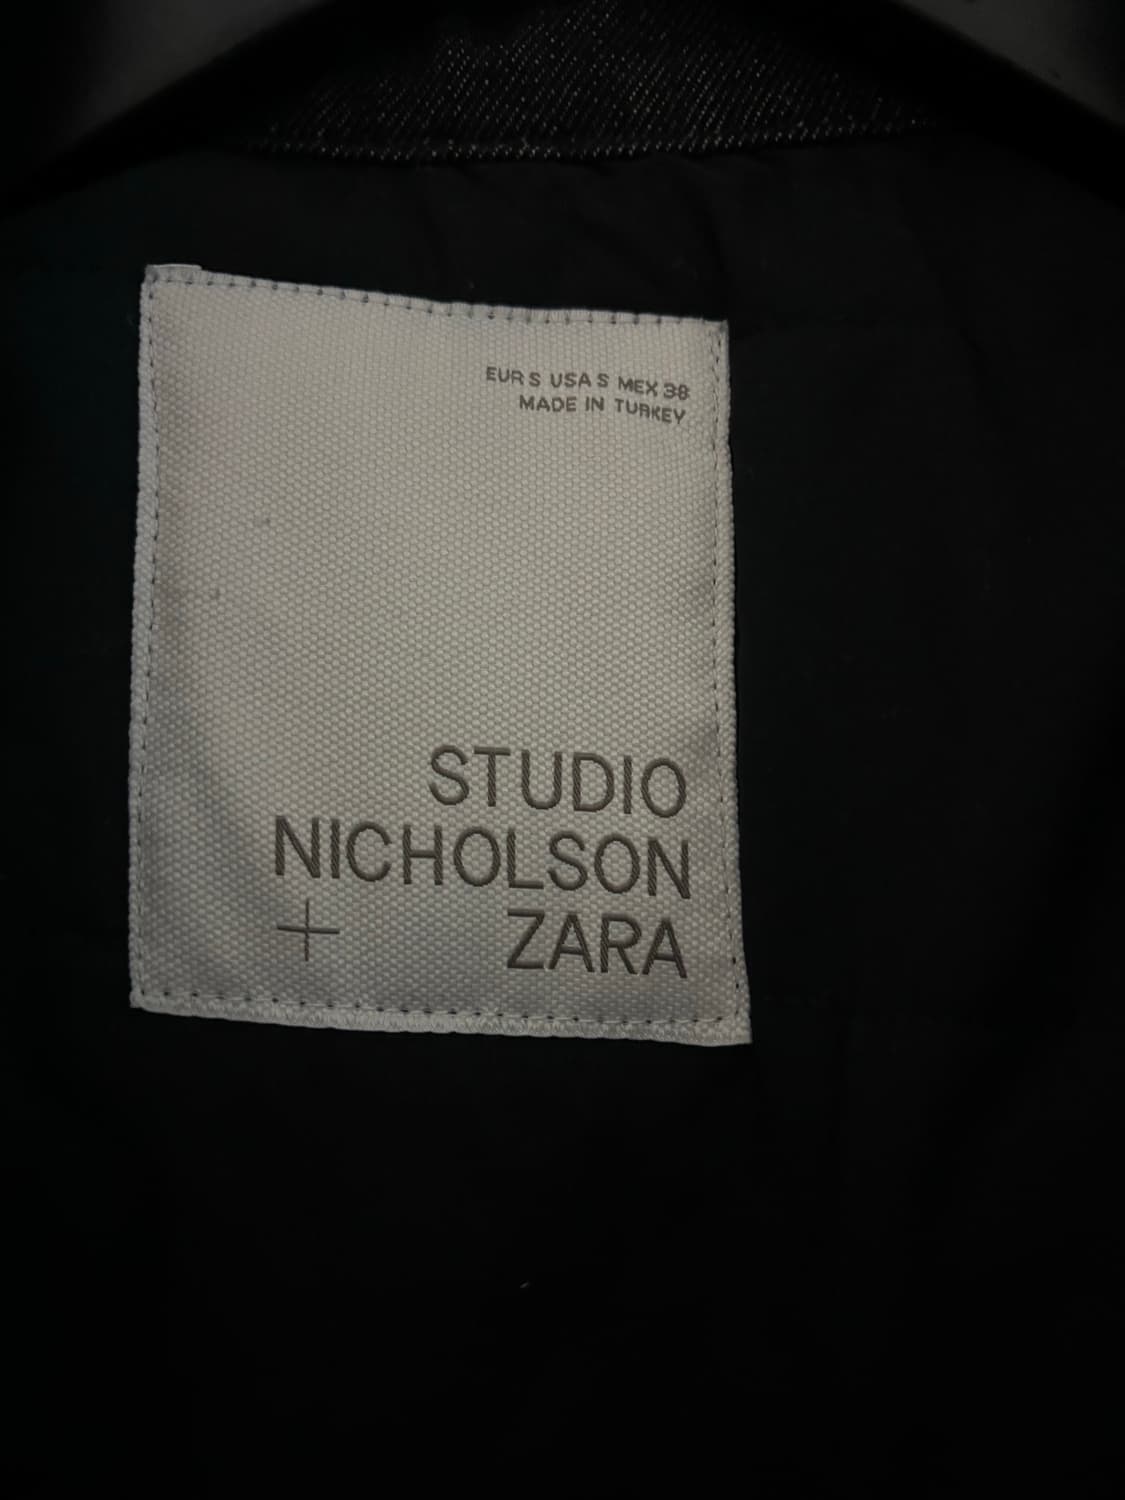 EUR S USA S MEX 38
MADE IN TURKEY
STUDIO
NICHOLSON
+ ZARA